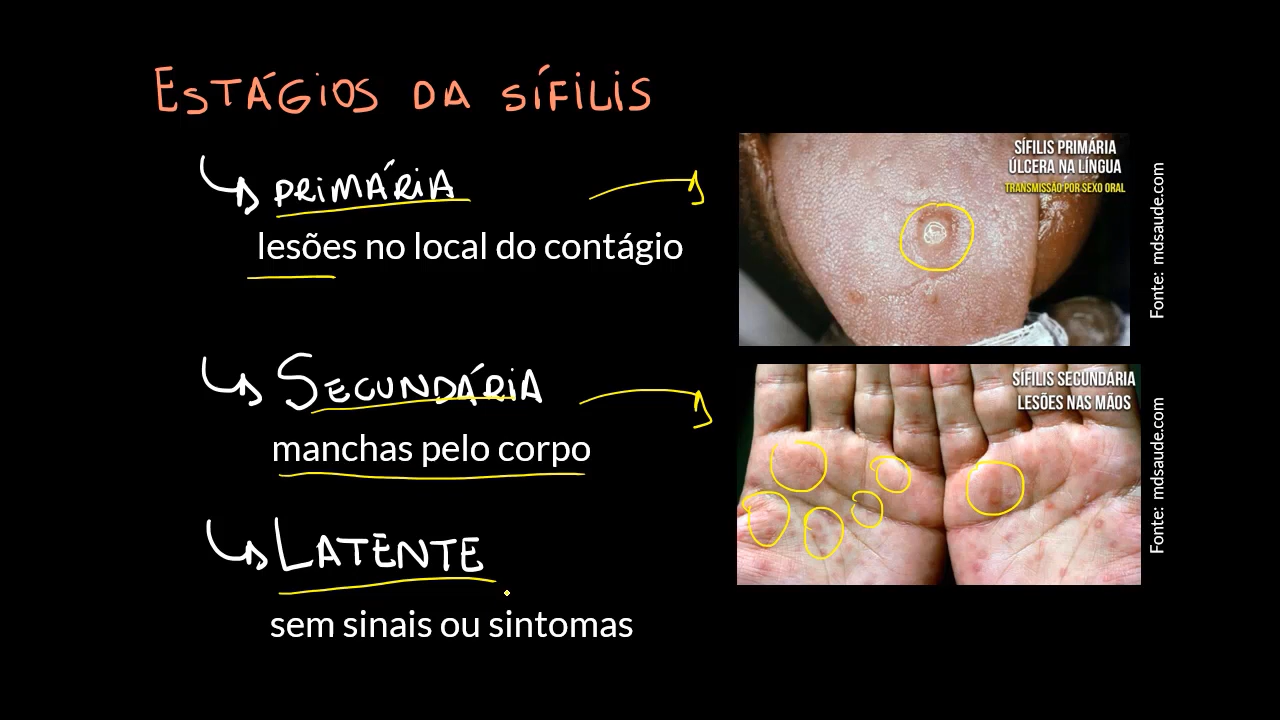 ESTÁGIOS DA SÍFILIS
PRIMÁRIA
lesões no local do contágio
SÍFILIS PRIMÁRIA
ÚLCERA NA LÍNGUA
TRANSMISSÃO POR SEXO ORAL
Fonte: mdsaude.com
SECUNDÁRIA
manchas pelo corpo
SÍFILIS SECUNDÁRIA
LESÕES NAS MÃOS
Fonte: mdsaude.com
LATENTE
sem sinais ou sintomas